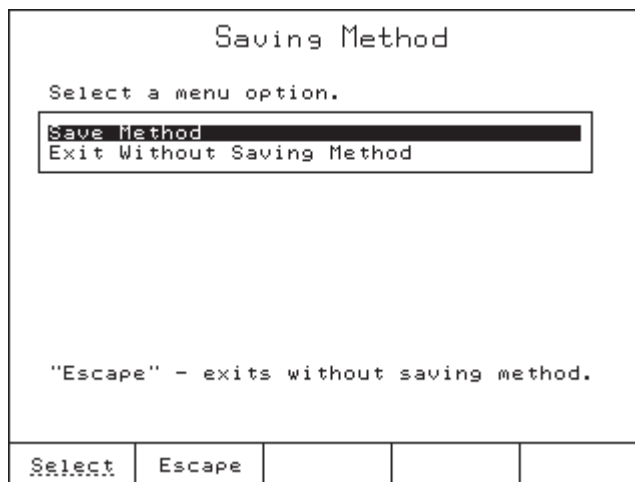 Saving Method
Select a menu option.
Save Method
Exit Without Saving Method
"Escape" - exits without saving method.
Select Escape